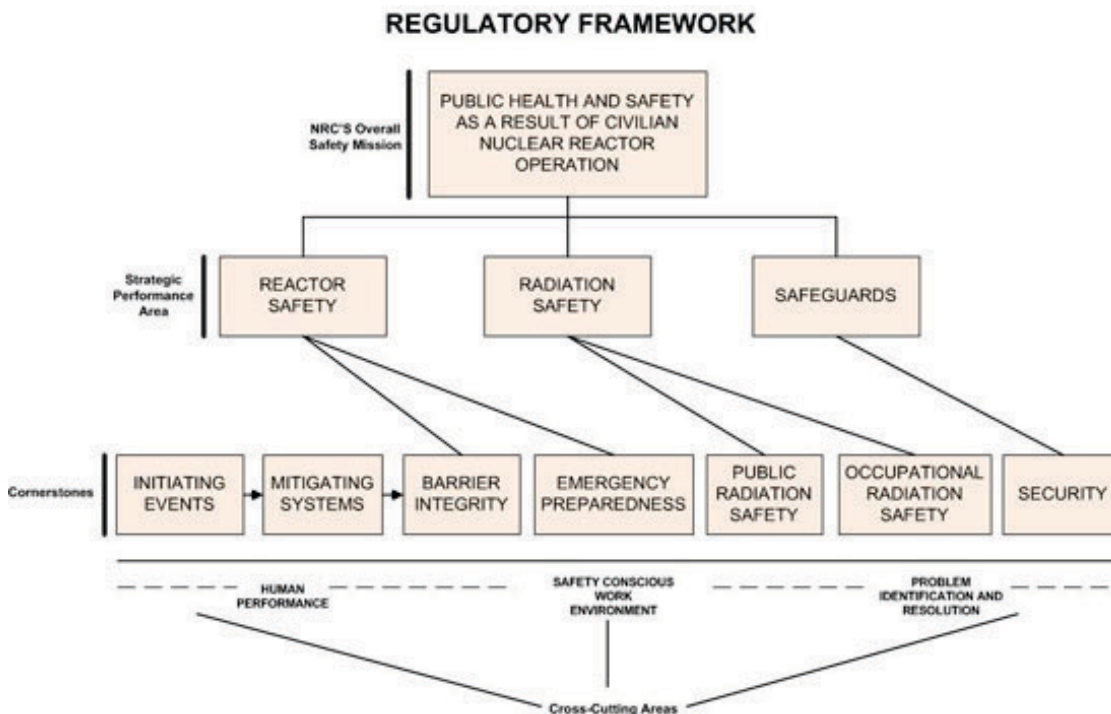 REGULATORY FRAMEWORK
NRC'S Overall
Safety Mission
PUBLIC HEALTH AND SAFETY
AS A RESULT OF CIVILIAN
NUCLEAR REACTOR
OPERATION
Strategic
Performance
Area
REACTOR
SAFETY
RADIATION
SAFETY
SAFEGUARDS
Cornerstones
INITIATING
EVENTS
MITIGATING
SYSTEMS
BARRIER
INTEGRITY
EMERGENCY
PREPAREDNESS
PUBLIC
RADIATION
SAFETY
OCCUPATIONAL
RADIATION
SAFETY
SECURITY
HUMAN
PERFORMANCE
SAFETY CONSCIOUS
WORK
ENVIRONMENT
PROBLEM
IDENTIFICATION AND
RESOLUTION
Cross-Cutting Areas